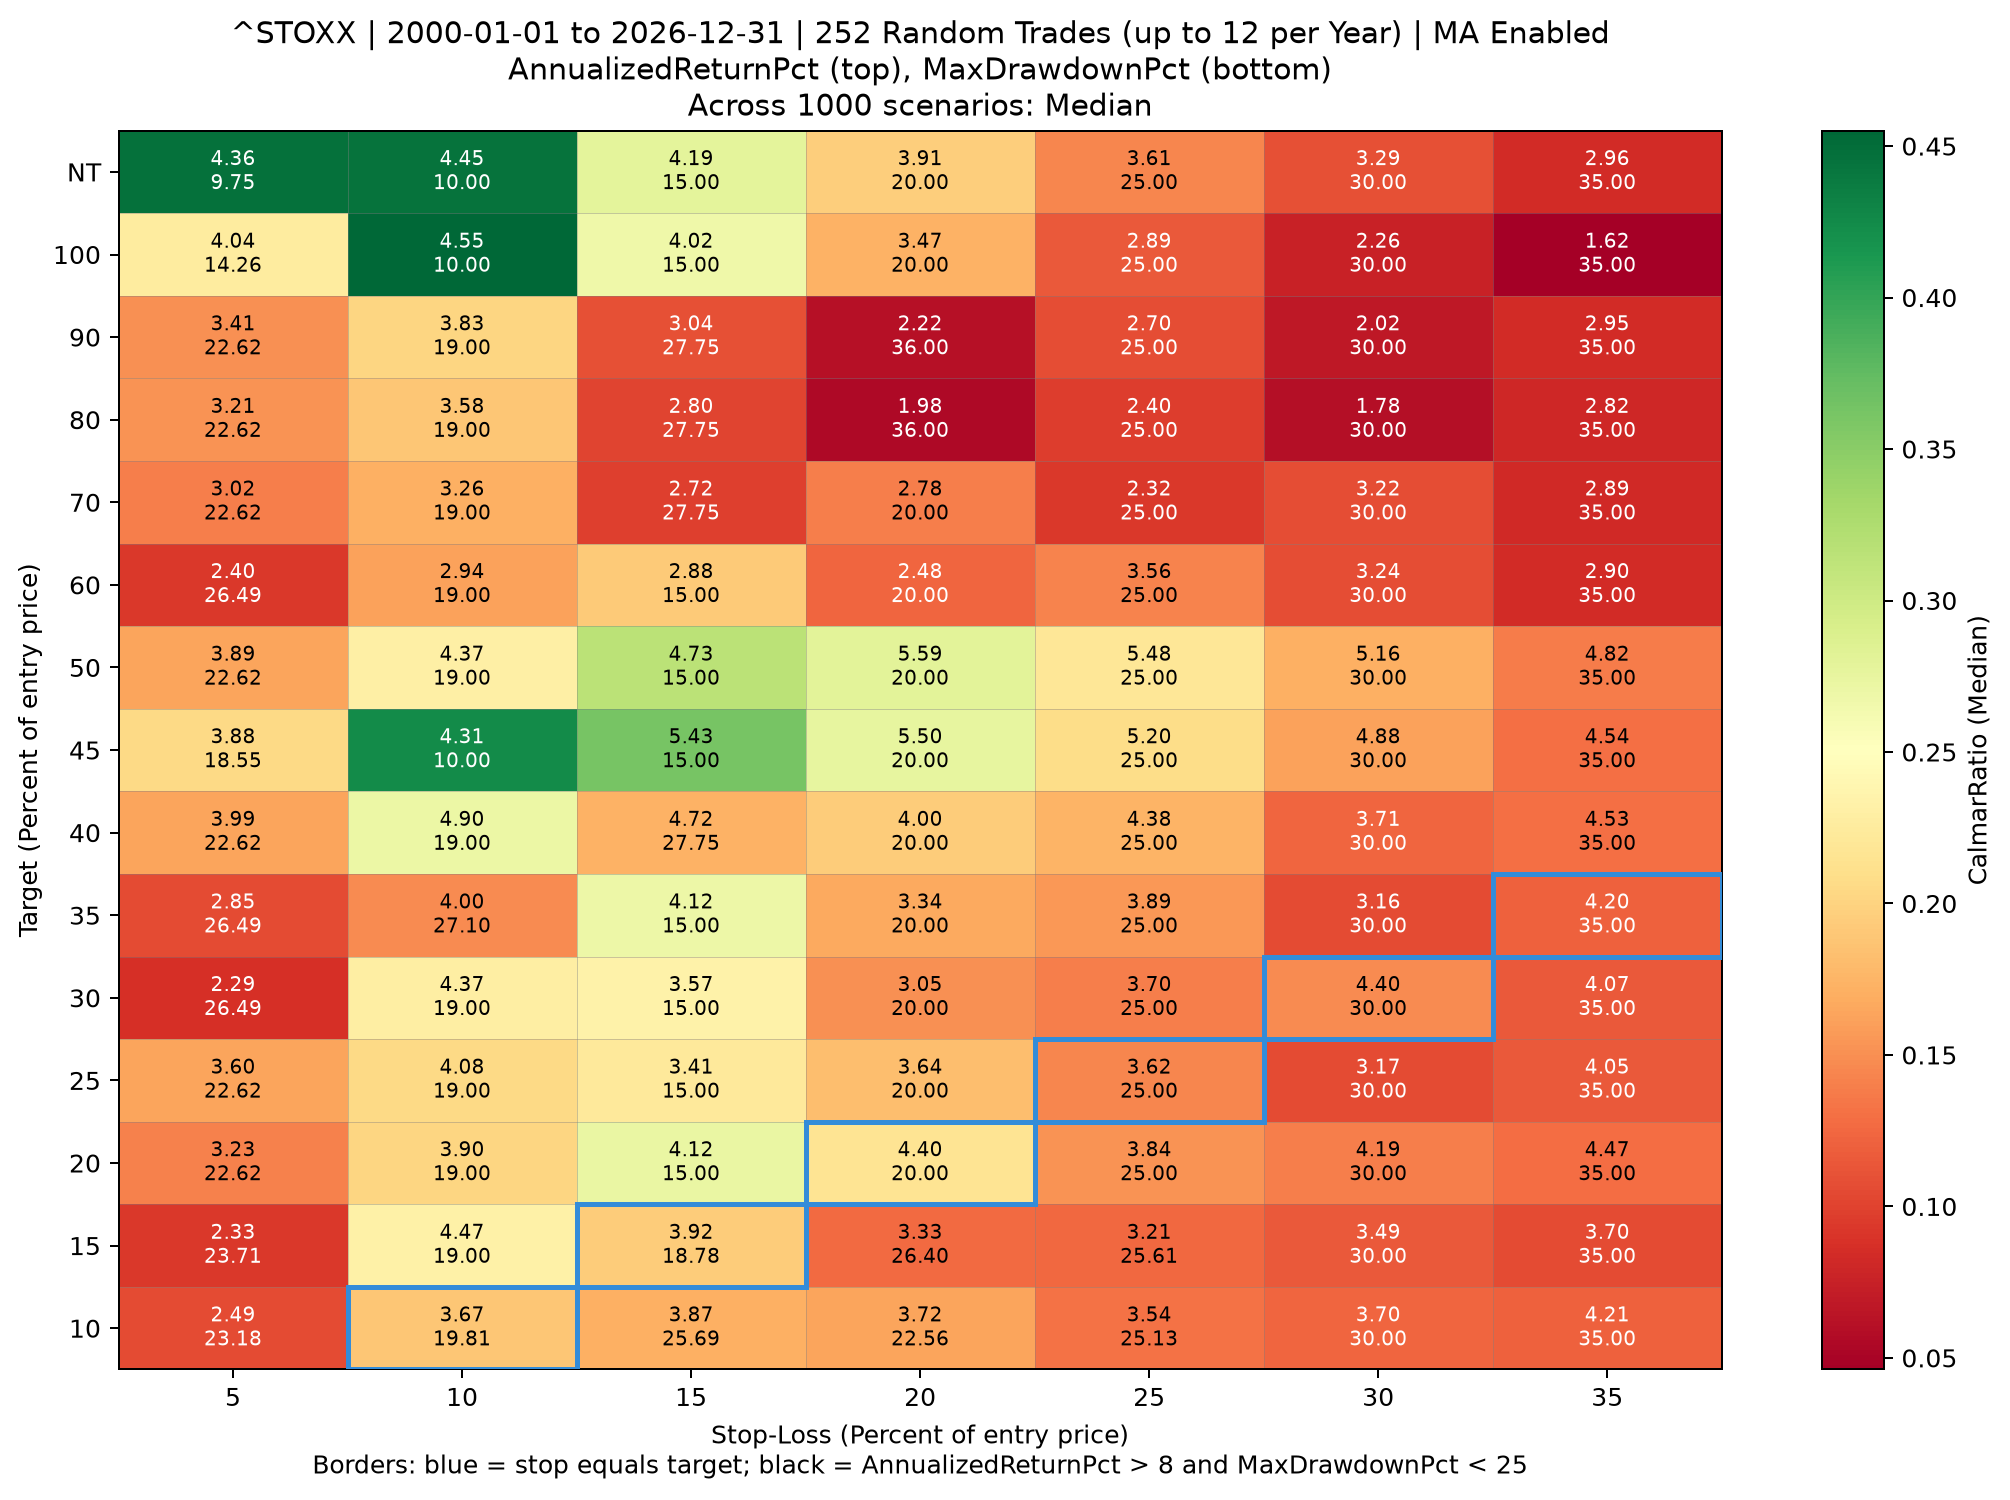 ^STOXX | 2000-01-01 to 2026-12-31 | 252 Random Trades (up to 12 per Year) | MA Enabled
AnnualizedReturnPct (top), MaxDrawdownPct (bottom)
Across 1000 scenarios: Median
Target (Percent of entry price)
NT
4.36 4.45 4.19 3.91 3.61 3.29 2.96
9.75 10.00 15.00 20.00 25.00 30.00 35.00
100
4.04 4.55 4.02 3.47 2.89 2.26 1.62
14.26 10.00 15.00 20.00 25.00 30.00 35.00
90
3.41 3.83 3.04 2.22 2.70 2.02 2.95
22.62 19.00 27.75 36.00 25.00 30.00 35.00
80
3.21 3.58 2.80 1.98 2.40 1.78 2.82
22.62 19.00 27.75 36.00 25.00 30.00 35.00
70
3.02 3.26 2.72 2.78 2.32 3.22 2.89
22.62 19.00 27.75 20.00 25.00 30.00 35.00
60
2.40 2.94 2.88 2.48 3.56 3.24 2.90
26.49 19.00 15.00 20.00 25.00 30.00 35.00
50
3.89 4.37 4.73 5.59 5.48 5.16 4.82
22.62 19.00 15.00 20.00 25.00 30.00 35.00
45
3.88 4.31 5.43 5.50 5.20 4.88 4.54
18.55 10.00 15.00 20.00 25.00 30.00 35.00
40
3.99 4.90 4.72 4.00 4.38 3.71 4.53
22.62 19.00 27.75 20.00 25.00 30.00 35.00
35
2.85 4.00 4.12 3.34 3.89 3.16 4.20
26.49 27.10 15.00 20.00 25.00 30.00 35.00
30
2.29 4.37 3.57 3.05 3.70 4.40 4.07
26.49 19.00 15.00 20.00 25.00 30.00 35.00
25
3.60 4.08 3.41 3.64 3.62 3.17 4.05
22.62 19.00 15.00 20.00 25.00 30.00 35.00
20
3.23 3.90 4.12 4.40 3.84 4.19 4.47
22.62 19.00 15.00 20.00 25.00 30.00 35.00
15
2.33 4.47 3.92 3.33 3.21 3.49 3.70
23.71 19.00 18.78 26.40 25.61 30.00 35.00
10
2.49 3.67 3.87 3.72 3.54 3.70 4.21
23.18 19.81 25.69 22.56 25.13 30.00 35.00
5 10 15 20 25 30 35
Stop-Loss (Percent of entry price)
Borders: blue = stop equals target; black = AnnualizedReturnPct > 8 and MaxDrawdownPct < 25
0.45
0.40
0.35
0.30
0.25
0.20
0.15
0.10
0.05
CalmarRatio (Median)